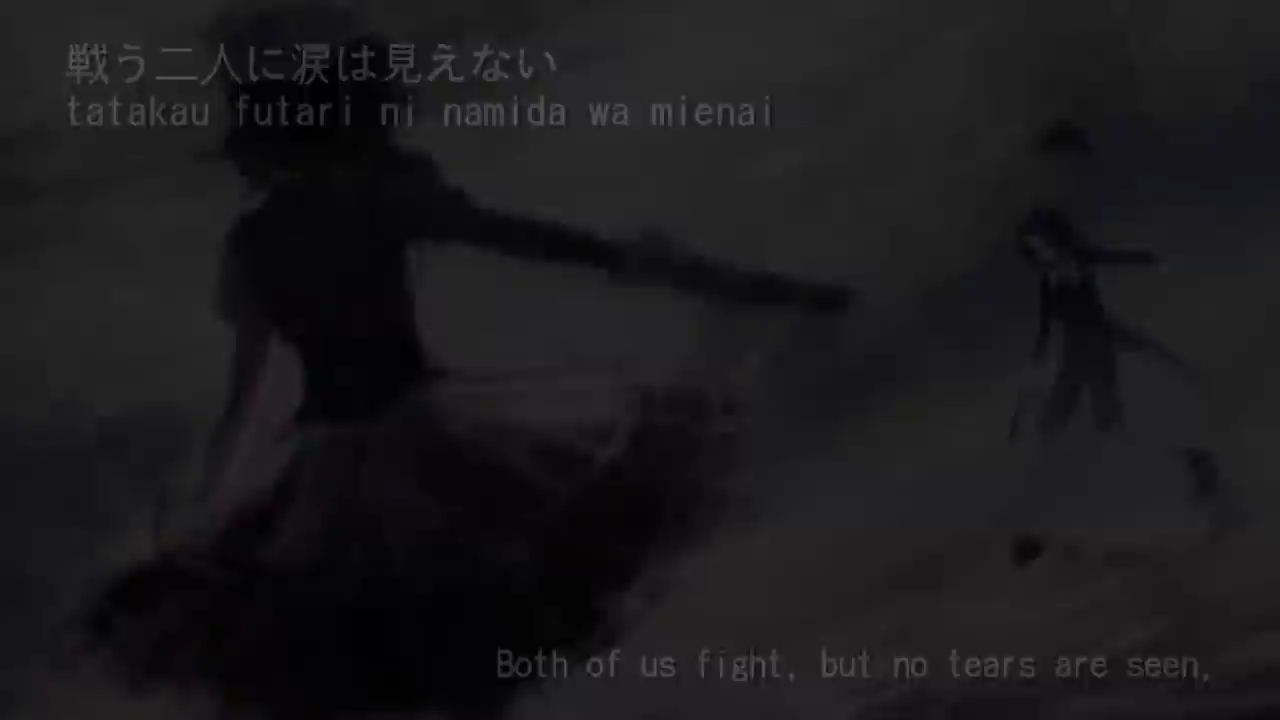 戦う二人に涙は見えない
tatakau futari ni namida wa mienai
Both of us fight, but no tears are seen,